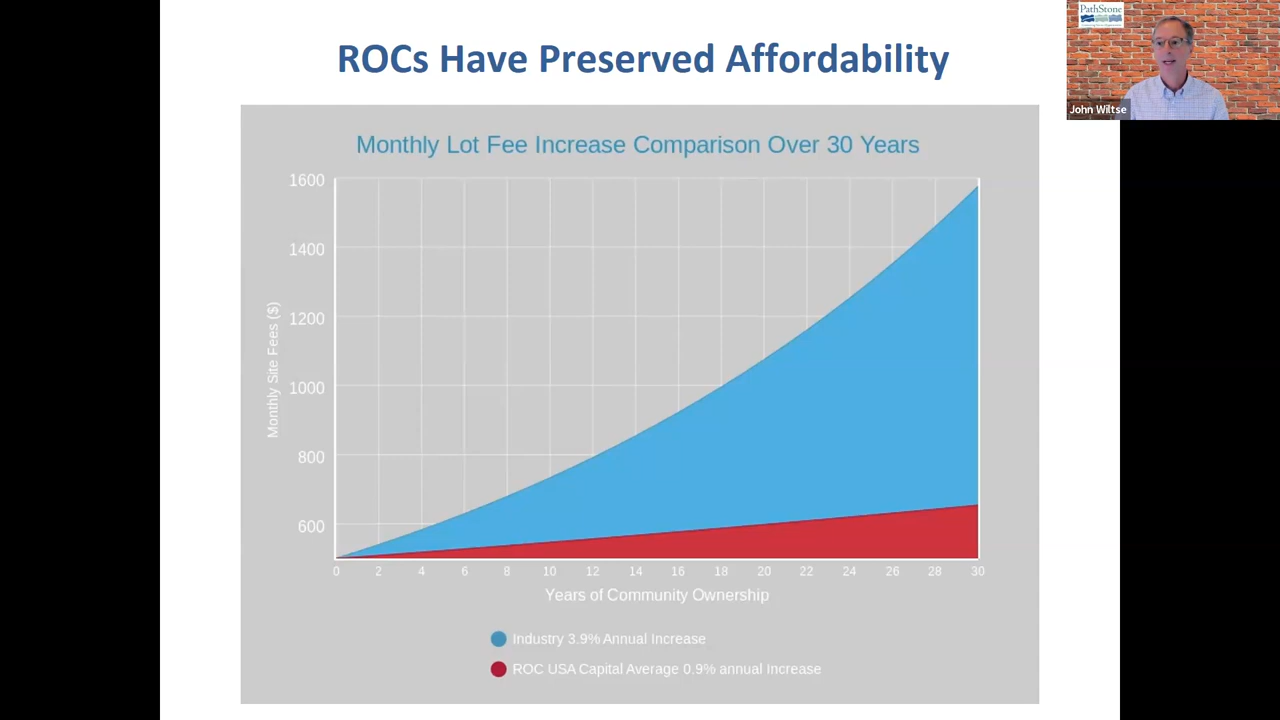 ROCs Have Preserved Affordability
PathStone
John Wiltse
Monthly Lot Fee Increase Comparison Over 30 Years
1600
1400
1200
1000
800
600
Monthly Site Fees ($)
0 2 4 6 8 10 12 14 16 18 20 22 24 26 28 30
Years of Community Ownership
Industry 3.9% Annual Increase
ROC USA Capital Average 0.9% annual Increase